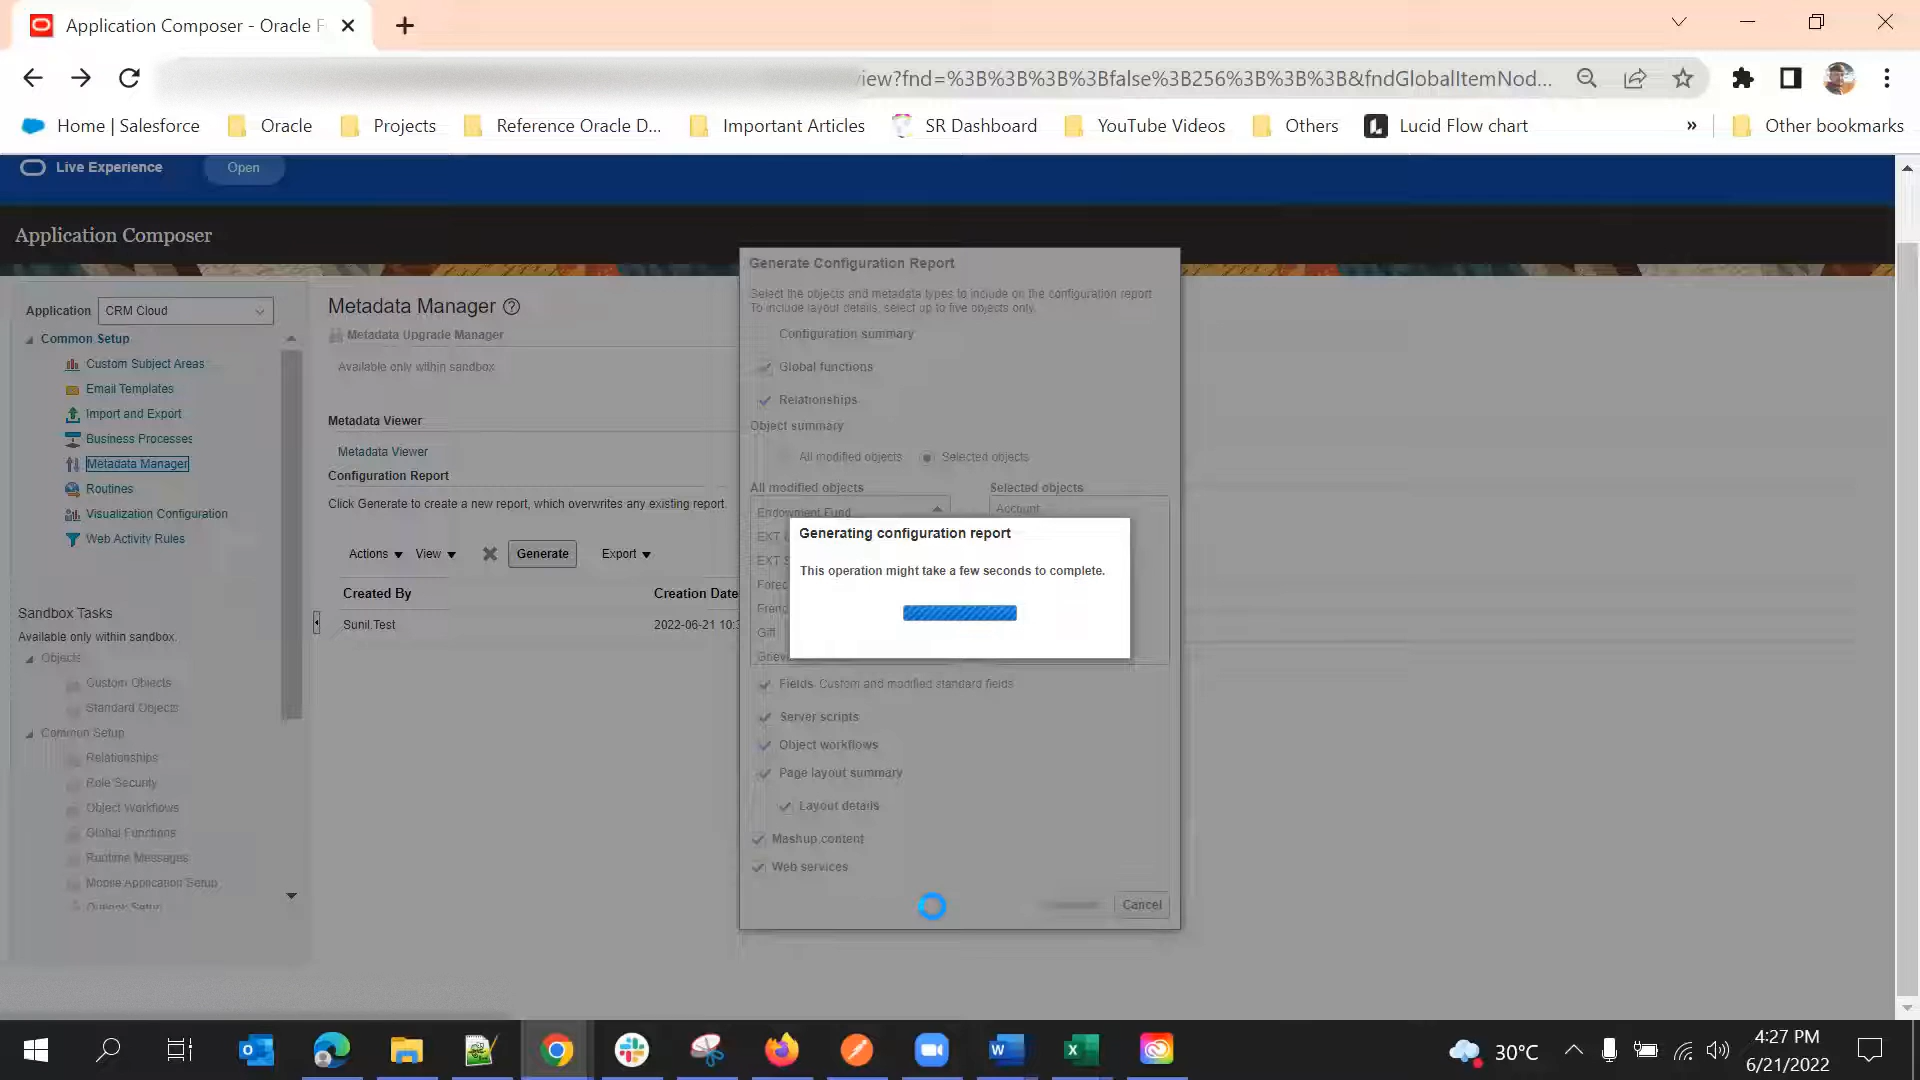 Application Composer - Oracle F
iew?fnd=%3B%3B%3B%3Bfalse%3B256%3B%3B%3B&fndGlobalItemNod...
Home | Salesforce
Oracle
Projects
Reference Oracle D...
Important Articles
SR Dashboard
YouTube Videos
Others
Lucid Flow chart
»
Other bookmarks
Live Experience
Open
Application Composer
Application
CRM Cloud
Common Setup
Custom Subject Areas
Email Templates
Import and Export
Business Processes
Metadata Manager
Routines
Visualization Configuration
Web Activity Rules
Sandbox Tasks
Available only within sandbox.
Objects
Custom Objects
Standard Objects
Common Setup
Relationships
Role Security
Object Workflows
Global Functions
Runtime Messages
Mobile Application Setup
Outlook Setup
Metadata Manager
Metadata Upgrade Manager
Available only within sandbox
Metadata Viewer
Metadata Viewer
Configuration Report
Click Generate to create a new report, which overwrites any existing report.
Actions
View
Generate
Export
Created By
Creation Date
Sunil.Test
2022-06-21 10:3
Generate Configuration Report
Select the objects and metadata types to include on the configuration report
To include layout details, select up to five objects only.
Configuration summary
Global functions
Relationships
Object summary
All modified objects
Selected objects
All modified objects
Selected objects
Endowment Fund
Account
EXT
EXT
Forec
Gift
Griev
Generating configuration report
This operation might take a few seconds to complete.
Fields Custom and modified standard fields
Server scripts
Object workflows
Page layout summary
Layout details
Mashup content
Web services
Cancel
30°C
4:27 PM
6/21/2022